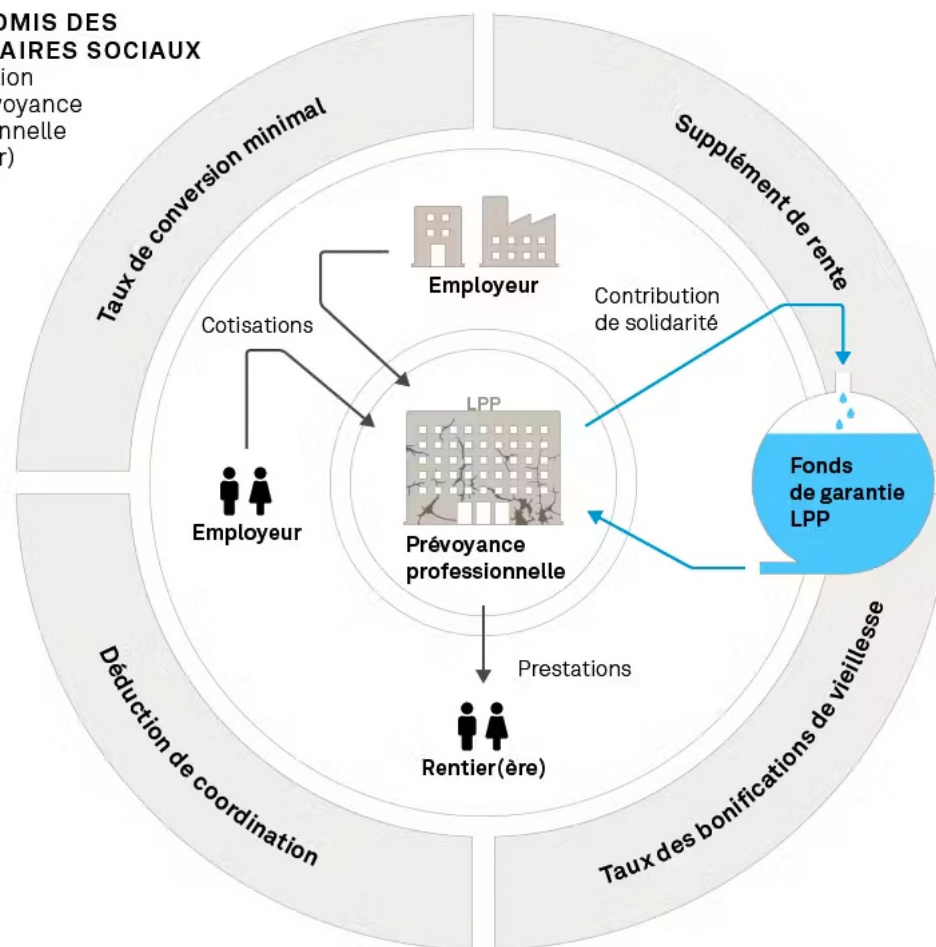 OMIS DES
AIRES SOCIAUX
ion
voyance
onnelle
r)
Taux de conversion minimal
Supplément de rente
Employeur
Contribution
de solidarité
Cotisations
LPP
Fonds
de garantie
LPP
Employeur
Prévoyance
professionnelle
Prestations
Rentier(ère)
Déduction de coordination
Taux des bonifications de vieillesse